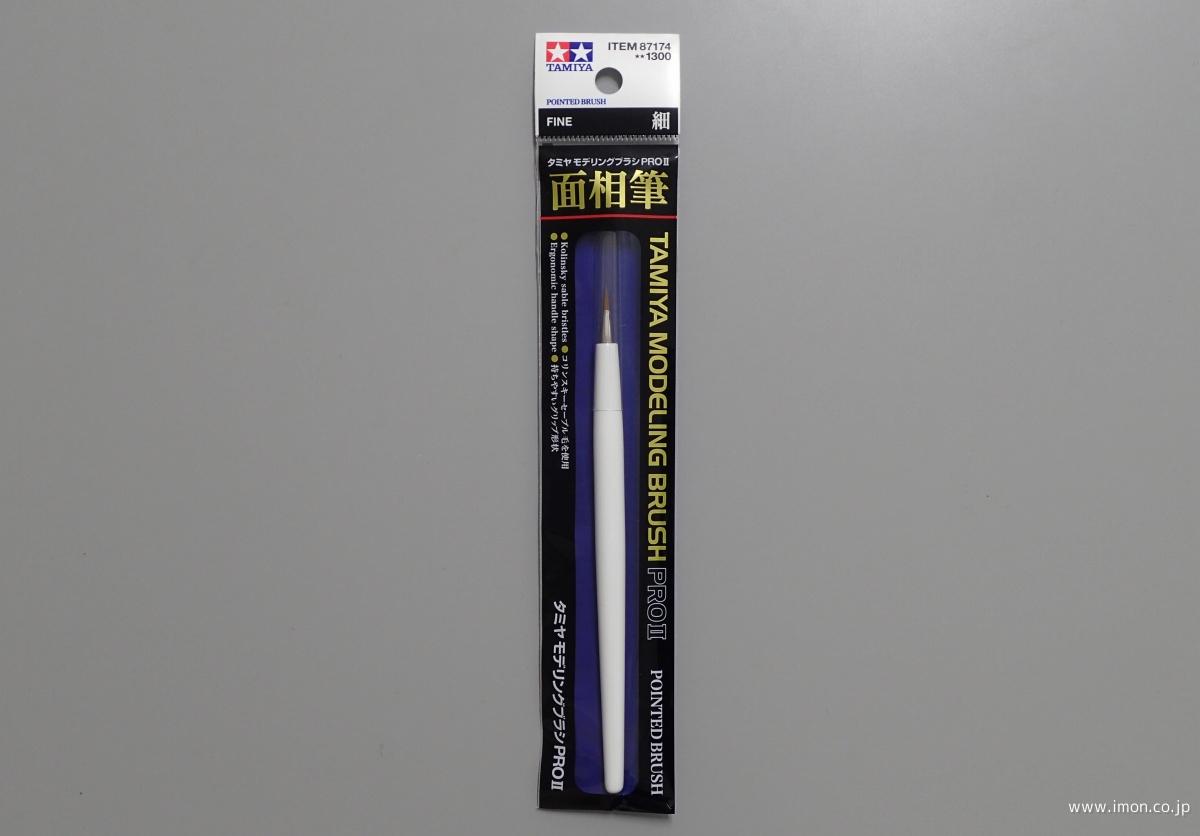 TAMIYA
ITEM 87174
★★1300
POINTED BRUSH
FINE
細
タミヤ モデリングブラシ PROⅡ
面相筆
TAMIYA MODELING BRUSH PROⅡ POINTED BRUSH
●Kolinsky sable bristles ●コリンスキーセーブル毛を使用
●Ergonomic handle shape ●持ちやすいグリップ形状
タミヤ モデリングブラシ PROⅡ
www.imon.co.jp